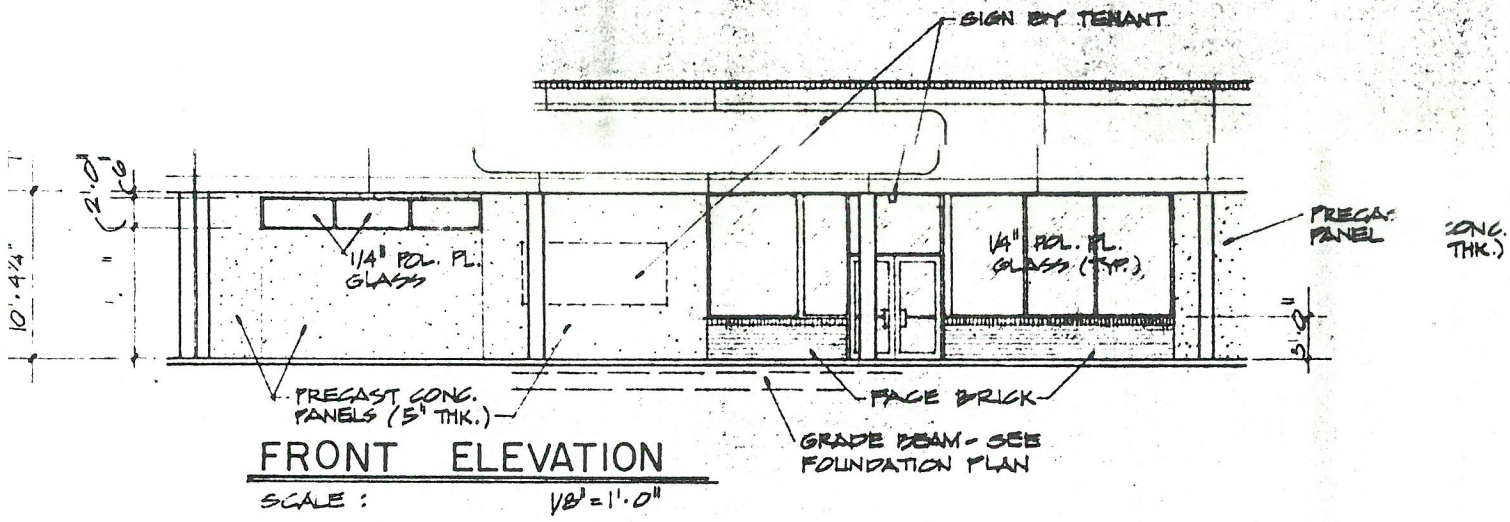 SIGN BY TENANT
2'.0"
6"
10'.4¼"
"
1/4" POL. PL.
GLASS
1/4" POL. PL.
GLASS (TYP.)
PANEL
CONC.
THK.)
3'.0"
PRECAST CONC.
PANELS (5" THK.)
FACE BRICK
GRADE BEAM - SEE
FOUNDATION PLAN
FRONT ELEVATION
SCALE : 1/8" = 1'.0"